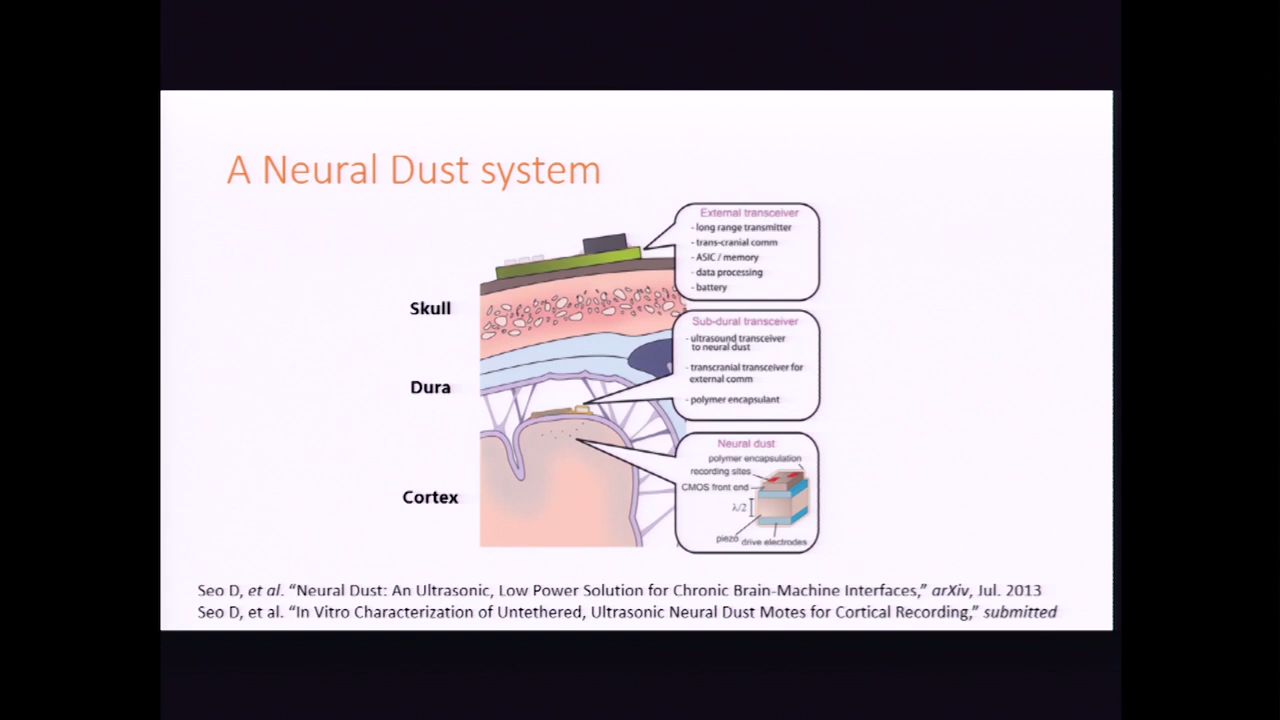 A Neural Dust system
External transceiver
- long range transmitter
- trans-cranial comm
- ASIC / memory
- data processing
- battery
Skull
Sub-dural transceiver
- ultrasound transceiver
to neural dust
- transcranial transceiver for
external comm
- polymer encapsulant
Dura
Neural dust
polymer encapsulation
recording sites
CMOS front end
λ/2
piezo
drive electrodes
Cortex
Seo D, et al. “Neural Dust: An Ultrasonic, Low Power Solution for Chronic Brain-Machine Interfaces,” arXiv, Jul. 2013
Seo D, et al. “In Vitro Characterization of Untethered, Ultrasonic Neural Dust Motes for Cortical Recording,” submitted